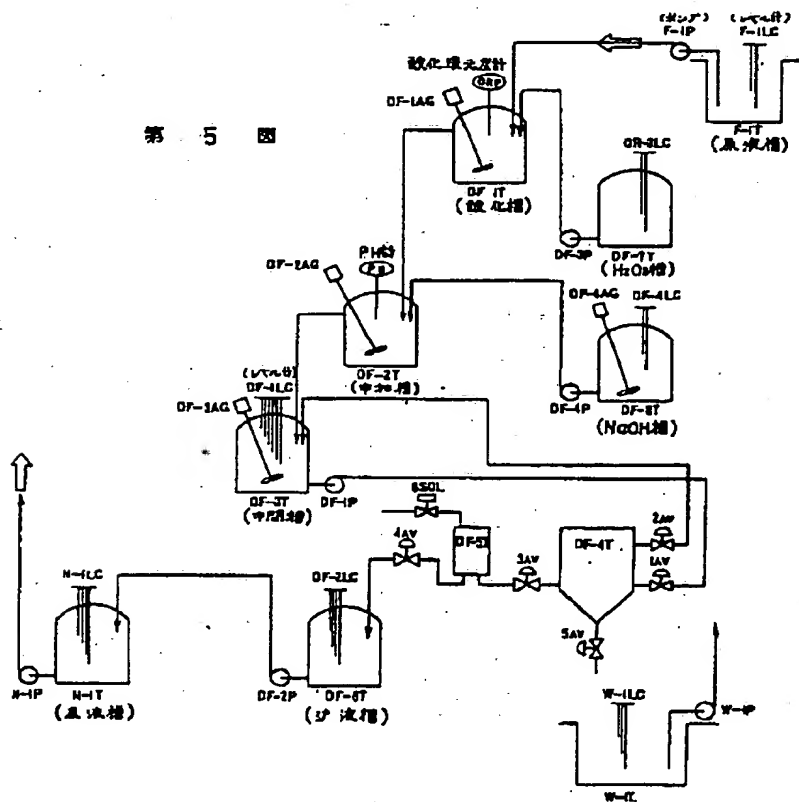 第 5 図
(ポンプ)
F-1P
(レベル計)
F-1LC
F-1T
(原液槽)
酸化還元度計
ORP
DF-1AG
DF-1T
(酸化槽)
DF-3P
DF-7T
(H₂O₂槽)
PH計
PH
DF-2AG
DF-2T
(中和槽)
DF-4AG
DF-4LC
DF-4P
DF-8T
(NaOH槽)
(レベル計)
DF-1LC
DF-3AG
DF-3T
(中間槽)
DF-1P
6SOL
4AV
DF-5T
3AV
DF-4T
2AV
1AV
5AV
N-1LC
N-1P
N-1T
(原液槽)
DF-2LC
DF-2P
DF-6T
(ロ液槽)
W-1LC
W-1P
W-1T